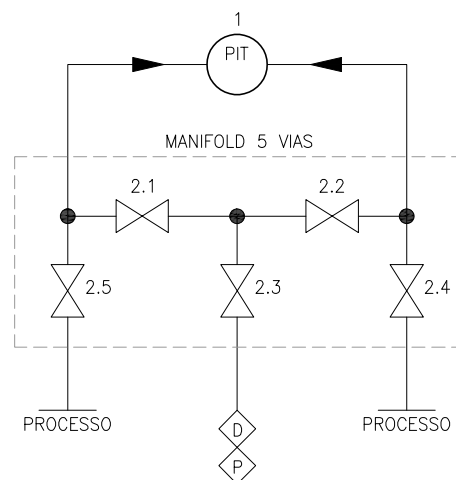 1
PIT
MANIFOLD 5 VIAS
2.1
2.2
2.5
2.3
2.4
PROCESSO
PROCESSO
D
P